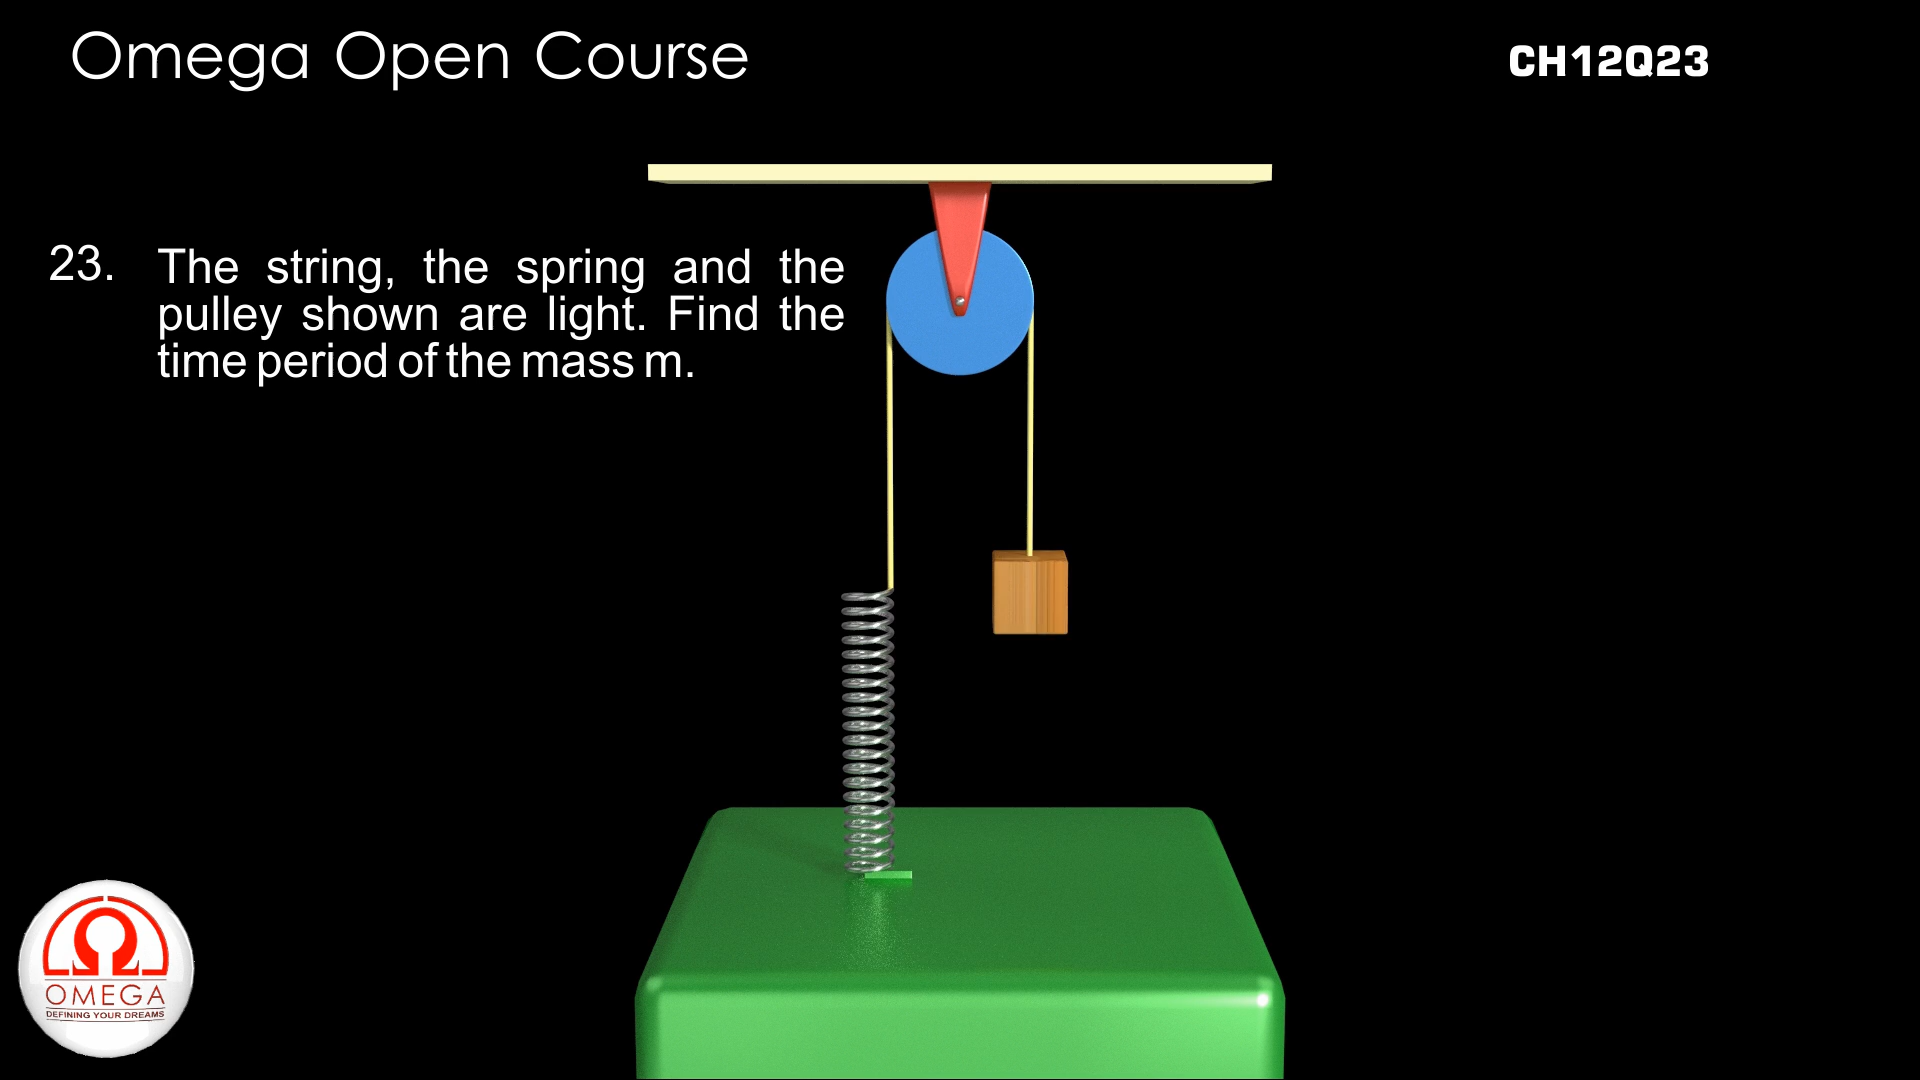 Omega Open Course
CH12Q23
23. The string, the spring and the
pulley shown are light. Find the
time period of the mass m.
OMEGA
DEFINING YOUR DREAMS